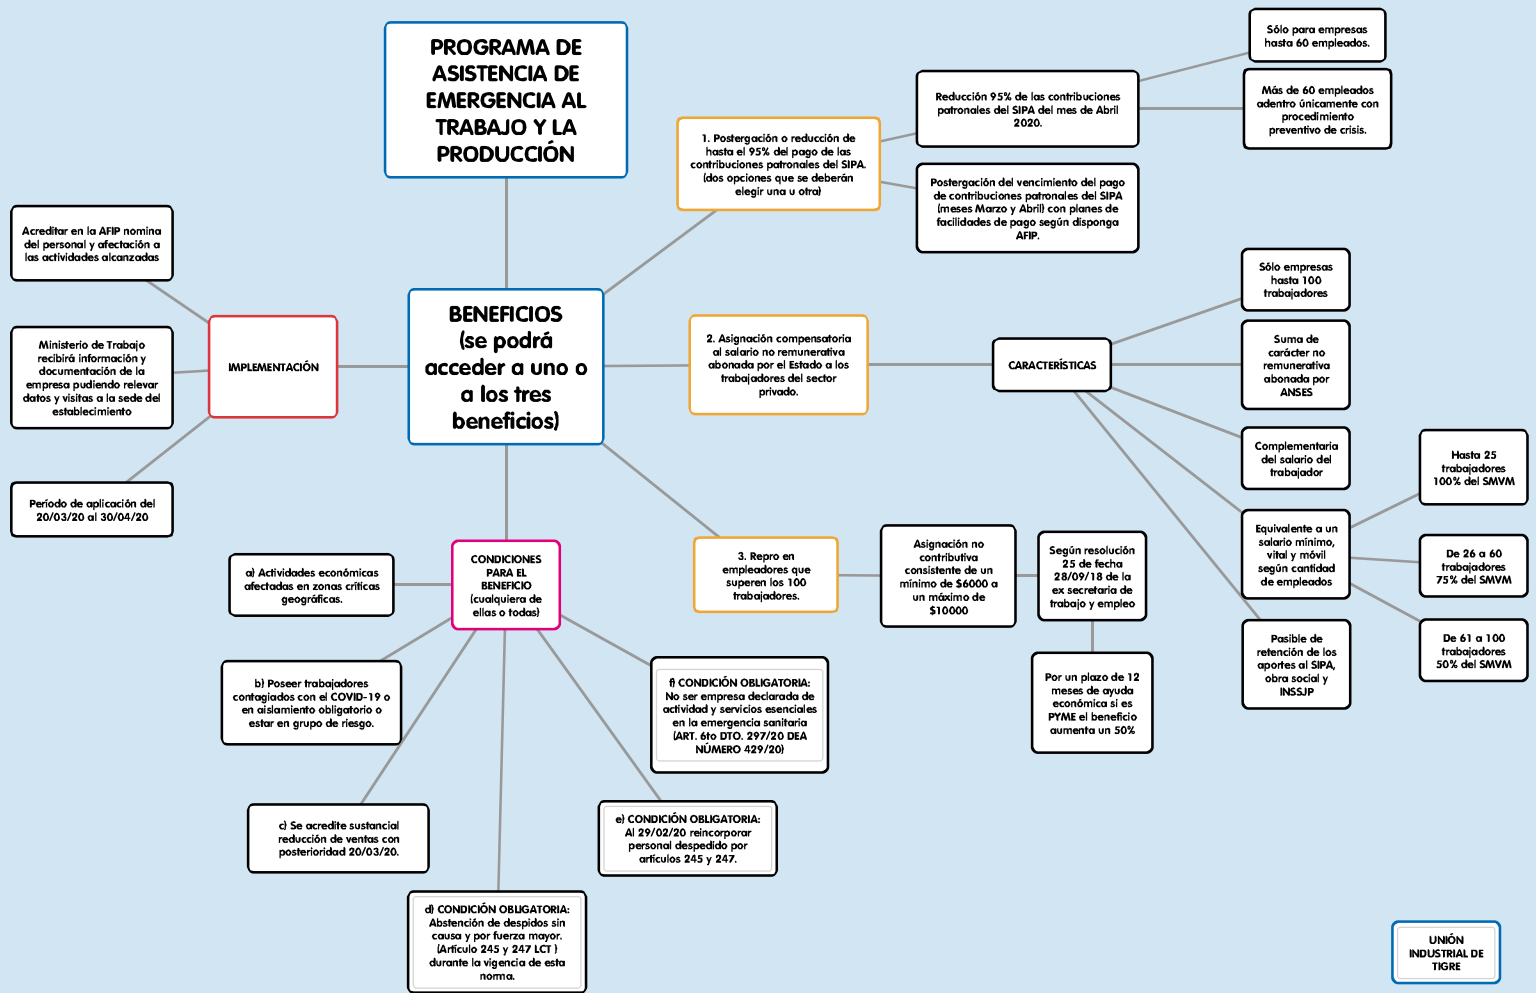 PROGRAMA DE
ASISTENCIA DE
EMERGENCIA AL
TRABAJO Y LA
PRODUCCIÓN
BENEFICIOS
(se podrá
acceder a uno o
a los tres
beneficios)
1. Postergación o reducción de
hasta el 95% del pago de las
contribuciones patronales del SIPA.
(dos opciones que se deberán
elegir una u otra)
Reducción 95% de las contribuciones
patronales del SIPA del mes de Abril
2020.
Sólo para empresas
hasta 60 empleados.
Más de 60 empleados
adentro únicamente con
procedimiento
preventivo de crisis.
Postergación del vencimiento del pago
de contribuciones patronales del SIPA
(meses Marzo y Abril) con planes de
facilidades de pago según disponga
AFIP.
2. Asignación compensatoria
al salario no remunerativa
abonada por el Estado a los
trabajadores del sector
privado.
CARACTERÍSTICAS
Sólo empresas
hasta 100
trabajadores
Suma de
carácter no
remunerativa
abonada por
ANSES
Complementaria
del salario del
trabajador
Equivalente a un
salario mínimo,
vital y móvil
según cantidad
de empleados
Hasta 25
trabajadores
100% del SMVM
De 26 a 60
trabajadores
75% del SMVM
De 61 a 100
trabajadores
50% del SMVM
Pasible de
retención de los
aportes al SIPA,
obra social y
INSSJP
3. Repro en
empleadores que
superen los 100
trabajadores.
Asignación no
contributiva
consistente de un
mínimo de $6000 a
un máximo de
$10000
Según resolución
25 de fecha
28/09/18 de la
ex secretaria de
trabajo y empleo
Por un plazo de 12
meses de ayuda
económica si es
PYME el beneficio
aumenta un 50%
IMPLEMENTACIÓN
Acreditar en la AFIP nomina
del personal y afectación a
las actividades alcanzadas
Ministerio de Trabajo
recibirá información y
documentación de la
empresa pudiendo relevar
datos y visitas a la sede del
establecimiento
Período de aplicación del
20/03/20 al 30/04/20
CONDICIONES
PARA EL
BENEFICIO
(cualquiera de
ellas o todas)
a) Actividades económicas
afectadas en zonas críticas
geográficas.
b) Poseer trabajadores
contagiados con el COVID-19 o
en aislamiento obligatorio o
estar en grupo de riesgo.
c) Se acredite sustancial
reducción de ventas con
posterioridad 20/03/20.
d) CONDICIÓN OBLIGATORIA:
Abstención de despidos sin
causa y por fuerza mayor.
(Artículo 245 y 247 LCT )
durante la vigencia de esta
norma.
e) CONDICIÓN OBLIGATORIA:
Al 29/02/20 reincorporar
personal despedido por
artículos 245 y 247.
f) CONDICIÓN OBLIGATORIA:
No ser empresa declarada de
actividad y servicios esenciales
en la emergencia sanitaria
(ART. 6to DTO. 297/20 DEA
NÚMERO 429/20)
UNIÓN
INDUSTRIAL DE
TIGRE